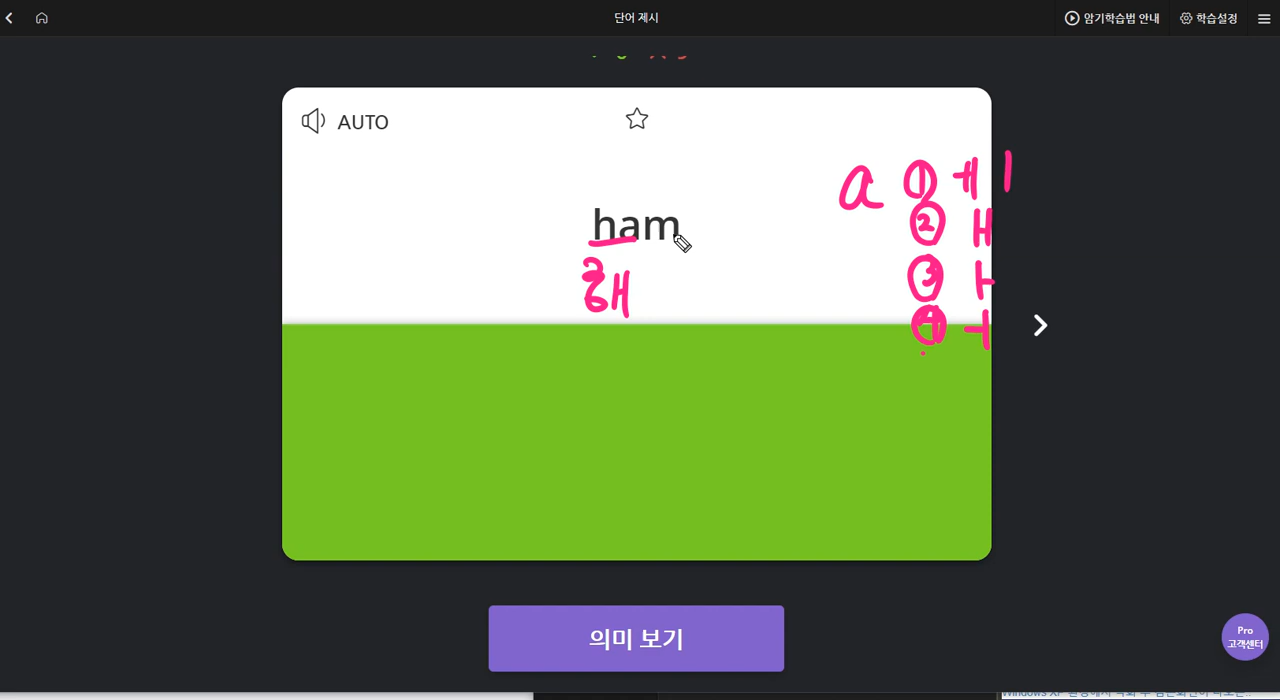 단어 제시
암기학습법 안내
학습설정
AUTO
ham
해
a ① ㅓㅣ
② ㅐ
③ ㅏ
④ ㅓ
의미 보기
Pro
고객센터